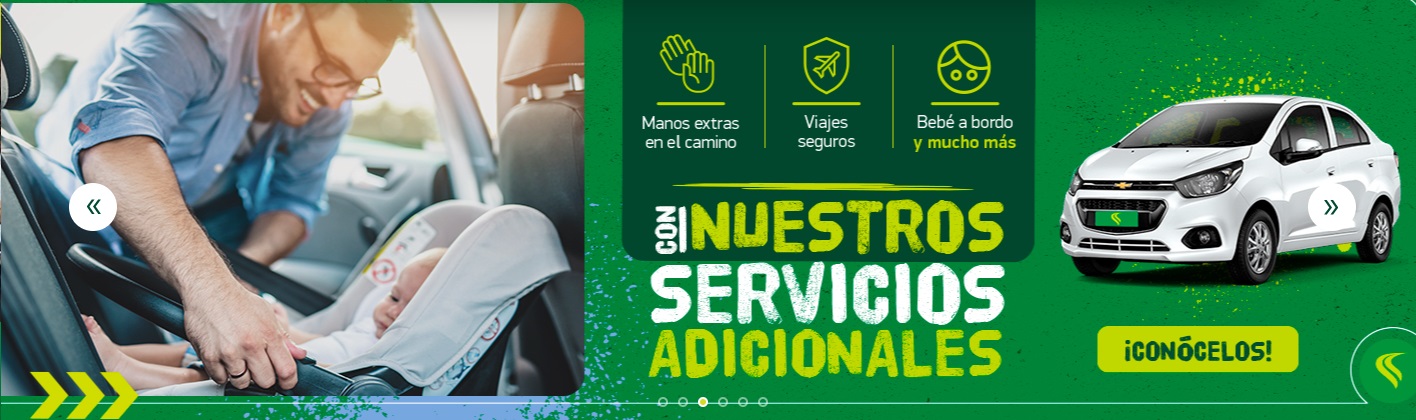 Manos extras
en el camino
Viajes
seguros
Bebé a bordo
y mucho más
CON NUESTROS
SERVICIOS
ADICIONALES
¡CONÓCELOS!